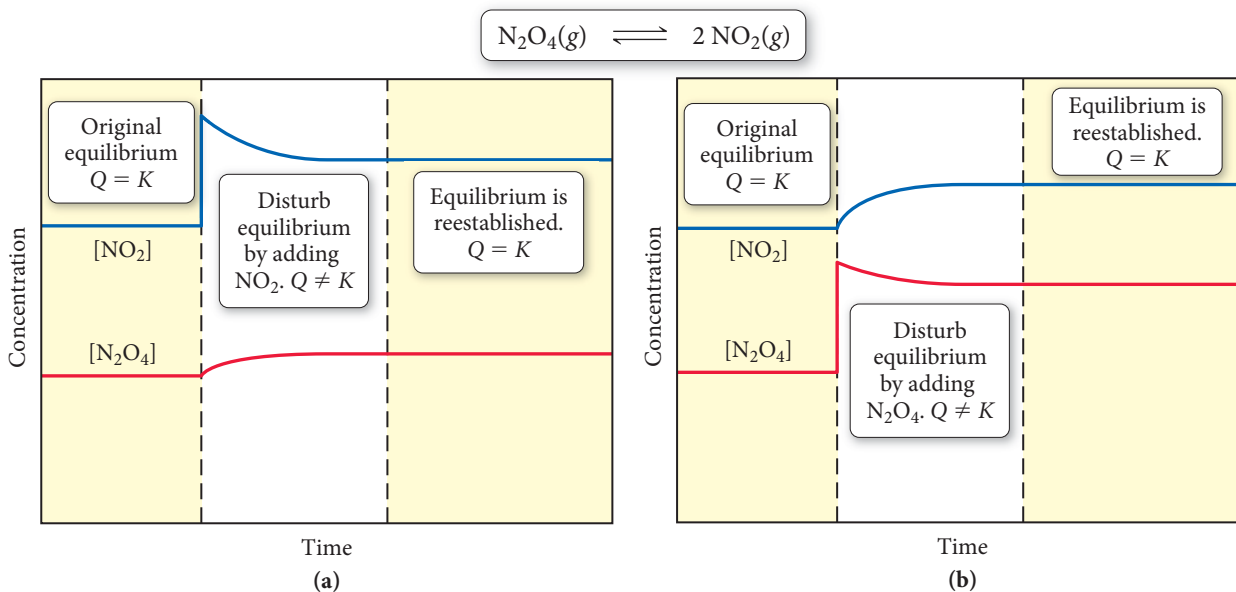 N₂O₄(g) ⇌ 2 NO₂(g)
Concentration
Original
equilibrium
Q = K
[NO₂]
[N₂O₄]
Disturb
equilibrium
by adding
NO₂. Q ≠ K
Equilibrium is
reestablished.
Q = K
Time
(a)
Concentration
Original
equilibrium
Q = K
[NO₂]
[N₂O₄]
Disturb
equilibrium
by adding
N₂O₄. Q ≠ K
Equilibrium is
reestablished.
Q = K
Time
(b)